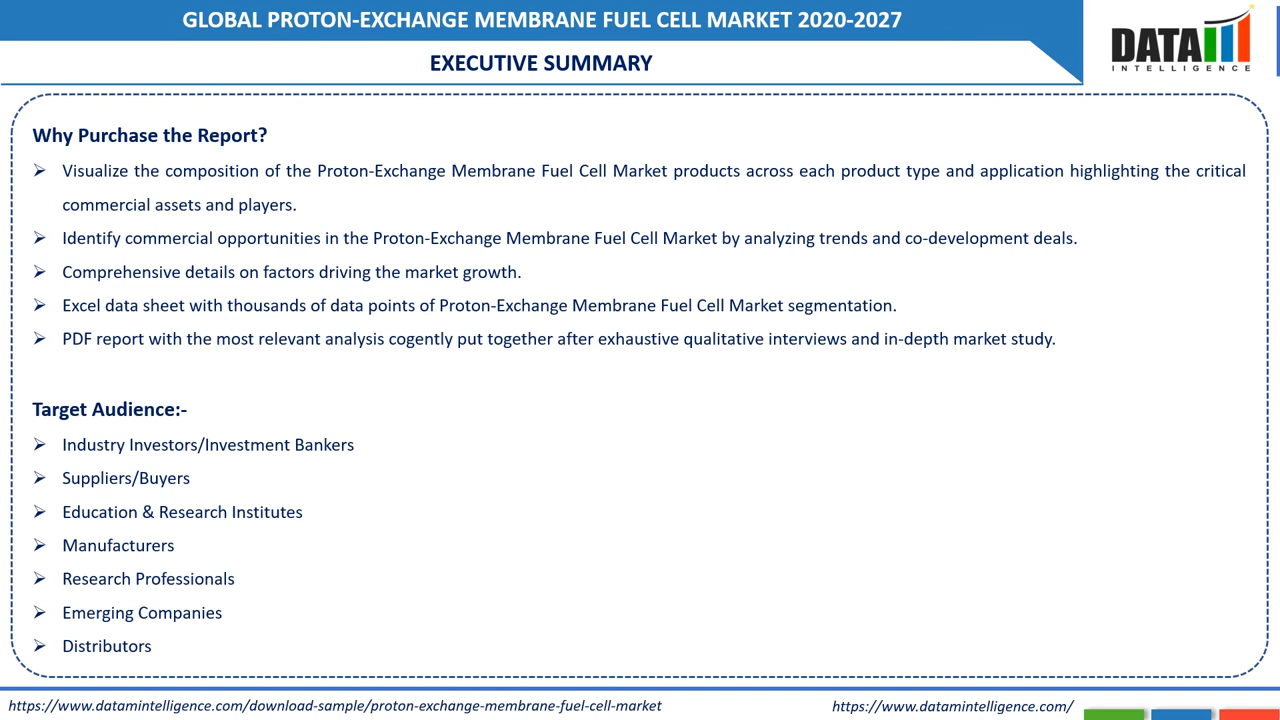 GLOBAL PROTON-EXCHANGE MEMBRANE FUEL CELL MARKET 2020-2027
EXECUTIVE SUMMARY
DATAM
INTELLIGENCE
Why Purchase the Report?
Visualize the composition of the Proton-Exchange Membrane Fuel Cell Market products across each product type and application highlighting the critical
commercial assets and players.
Identify commercial opportunities in the Proton-Exchange Membrane Fuel Cell Market by analyzing trends and co-development deals.
Comprehensive details on factors driving the market growth.
Excel data sheet with thousands of data points of Proton-Exchange Membrane Fuel Cell Market segmentation.
PDF report with the most relevant analysis cogently put together after exhaustive qualitative interviews and in-depth market study.
Target Audience:-
Industry Investors/Investment Bankers
Suppliers/Buyers
Education & Research Institutes
Manufacturers
Research Professionals
Emerging Companies
Distributors
https://www.datamintelligence.com/download-sample/proton-exchange-membrane-fuel-cell-market
https://www.datamintelligence.com/